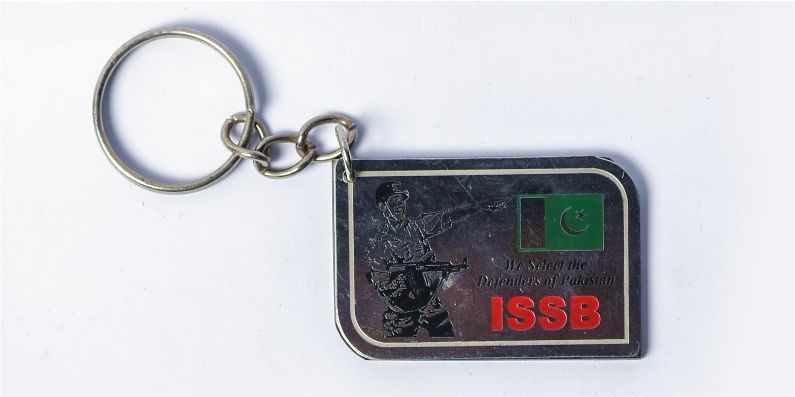 We Select the
Defenders of Pakistan
ISSB